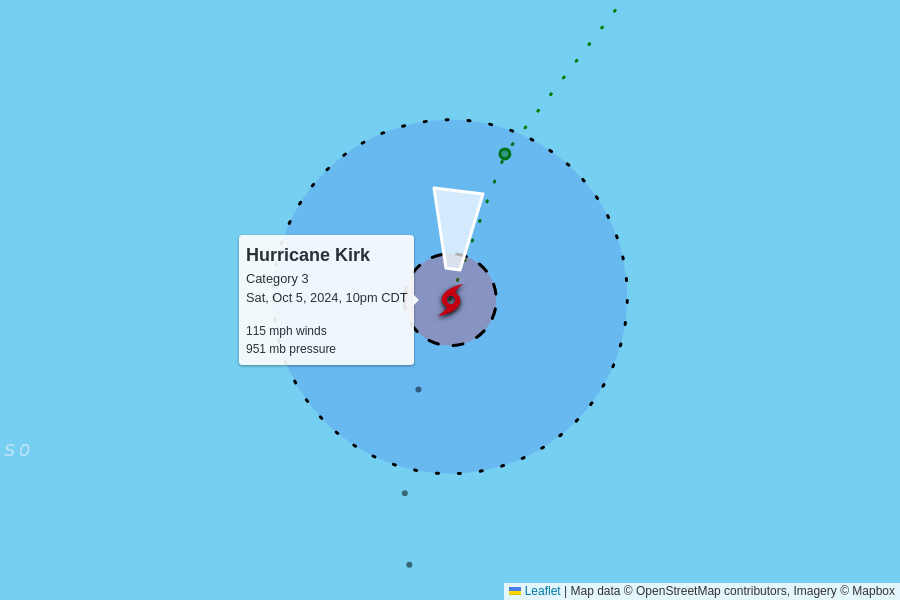 Hurricane Kirk
Category 3
Sat, Oct 5, 2024, 10pm CDT
115 mph winds
951 mb pressure
S O
Leaflet | Map data © OpenStreetMap contributors, Imagery © Mapbox